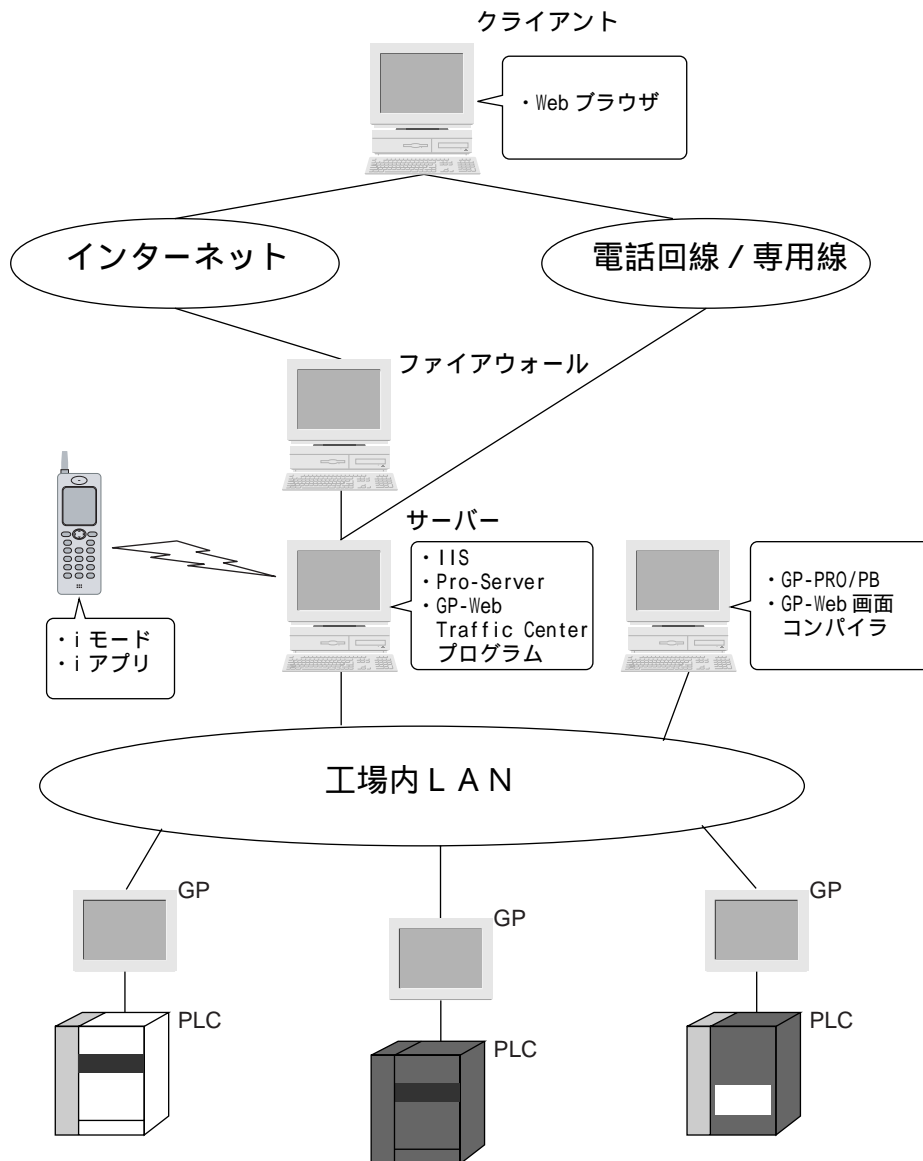 クライアント
・Web ブラウザ
インターネット
電話回線 / 専用線
ファイアウォール
サーバー
・IIS
・Pro-Server
・GP-Web
Traffic Center
プログラム
・GP-PRO/PB
・GP-Web 画面
コンパイラ
・i モード
・i アプリ
工場内ＬＡＮ
GP
GP
GP
PLC
PLC
PLC